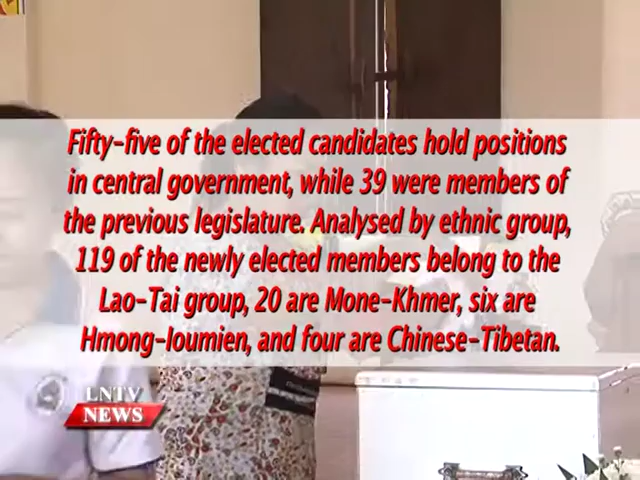 Fifty-five of the elected candidates hold positions
in central government, while 39 were members of
the previous legislature. Analysed by ethnic group,
119 of the newly elected members belong to the
Lao-Tai group, 20 are Mone-Khmer, six are
Hmong-Ioumien, and four are Chinese-Tibetan.
LNTV
NEWS